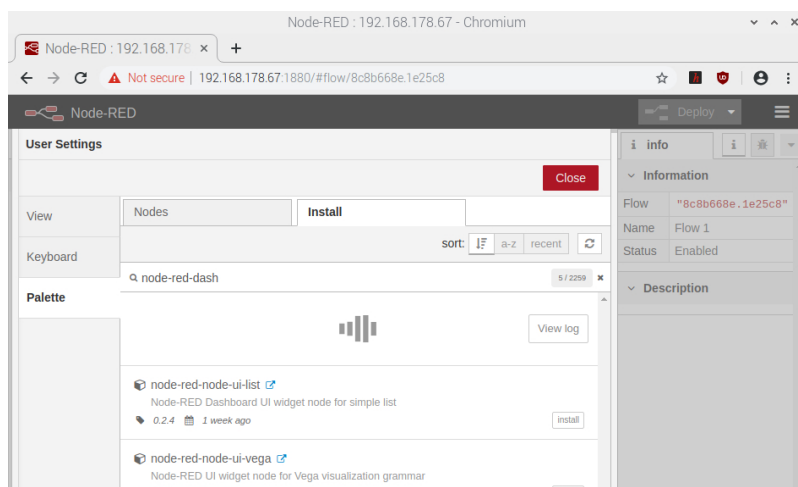 Node-RED : 192.168.178.67 - Chromium
Node-RED : 192.168.178
Not secure | 192.168.178.67:1880/#flow/8c8b668e.1e25c8
Node-RED
Deploy
User Settings
info
Close
Information
View
Nodes
Install
Flow "8c8b668e.1e25c8"
Name Flow 1
sort: a-z recent
Status Enabled
Keyboard
node-red-dash
5 / 2259
Palette
Description
View log
node-red-node-ui-list
Node-RED Dashboard UI widget node for simple list
0.2.4 1 week ago
install
node-red-node-ui-vega
Node-RED UI widget node for Vega visualization grammar